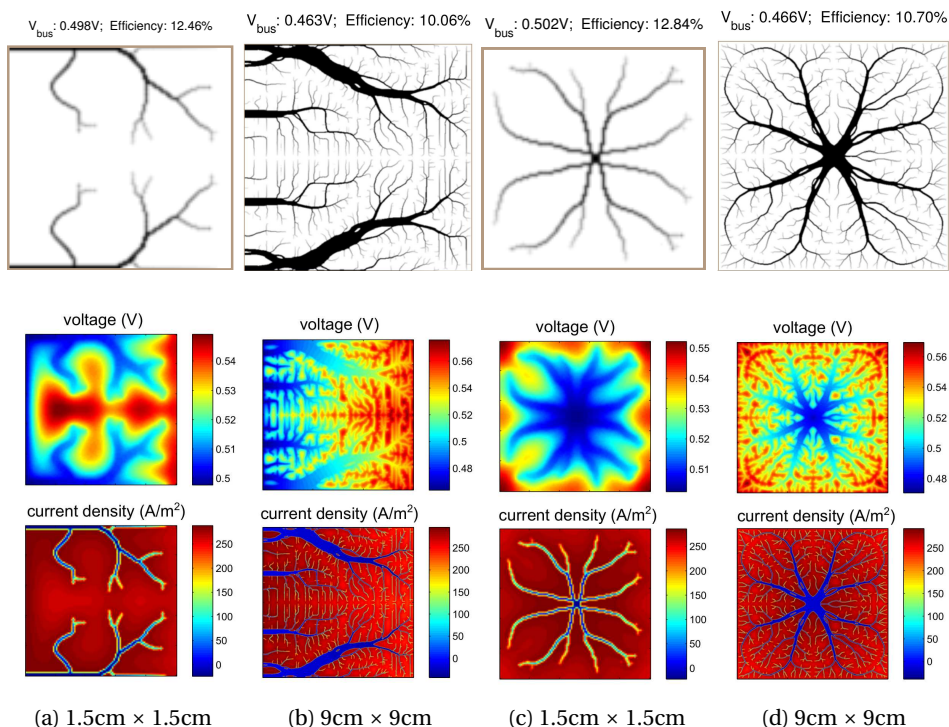 V_bus: 0.498V; Efficiency: 12.46%
V_bus: 0.463V; Efficiency: 10.06%
V_bus: 0.502V; Efficiency: 12.84%
V_bus: 0.466V; Efficiency: 10.70%
voltage (V)
0.54
0.53
0.52
0.51
0.5
voltage (V)
0.56
0.54
0.52
0.5
0.48
voltage (V)
0.55
0.54
0.53
0.52
0.51
voltage (V)
0.56
0.54
0.52
0.5
0.48
current density (A/m²)
250
200
150
100
50
0
current density (A/m²)
250
200
150
100
50
0
current density (A/m²)
250
200
150
100
50
0
current density (A/m²)
250
200
150
100
50
0
(a) 1.5cm × 1.5cm
(b) 9cm × 9cm
(c) 1.5cm × 1.5cm
(d) 9cm × 9cm